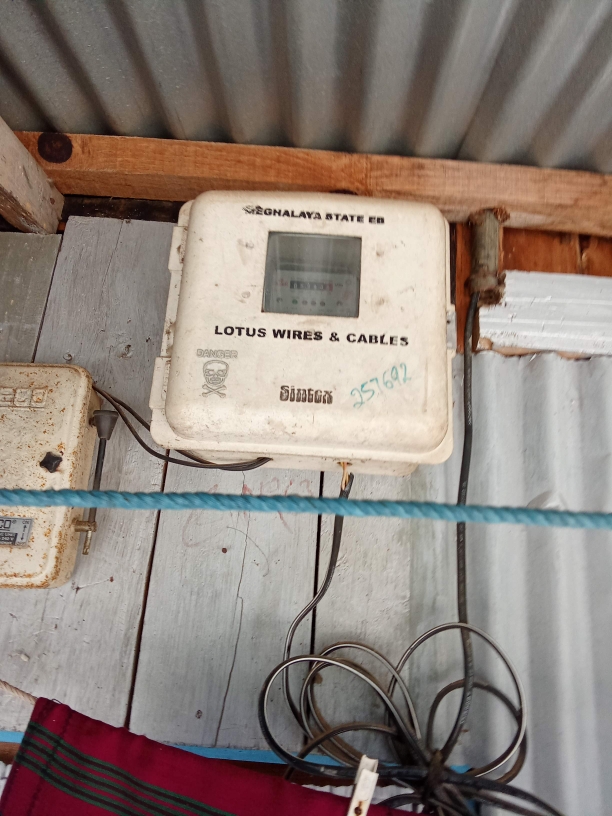 MEGHALAYA STATE EB
LOTUS WIRES & CABLES
DANGER
Sintex
257692